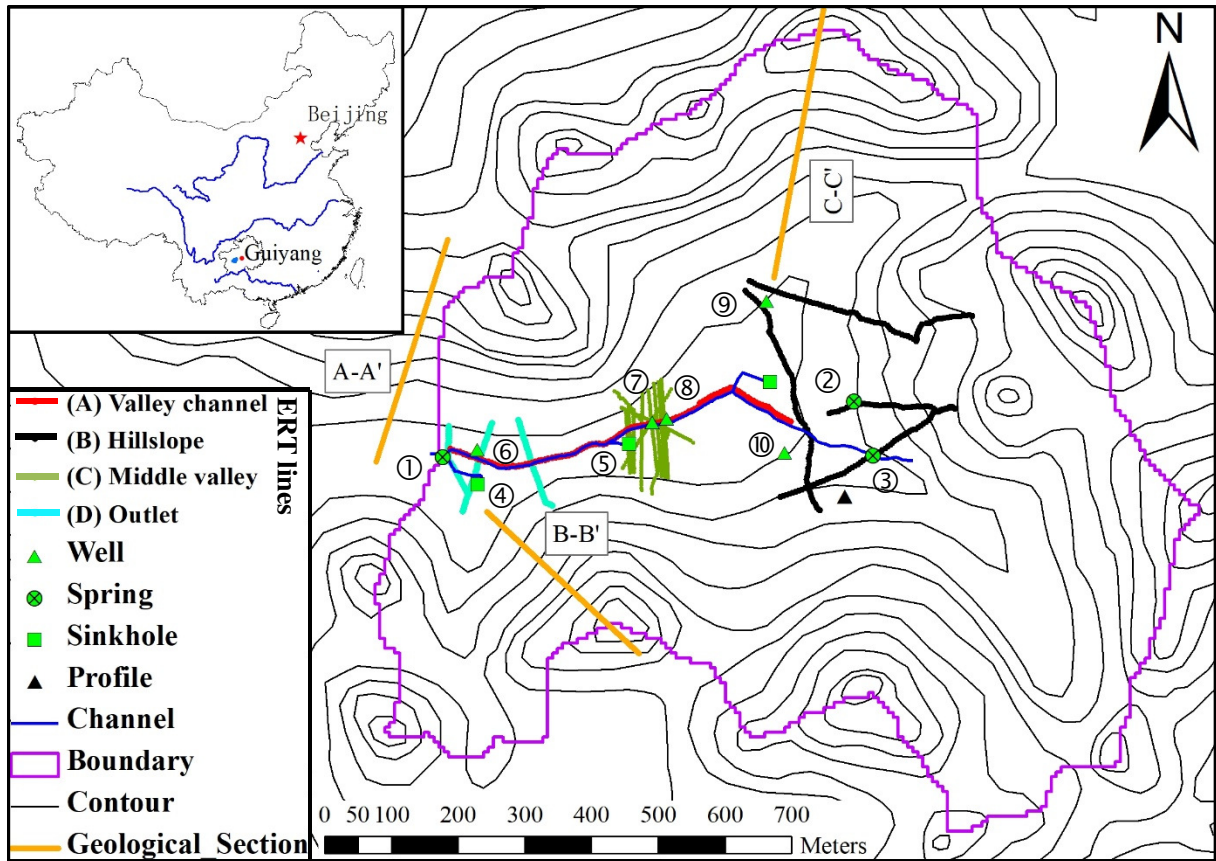 Beijing
Guiyang
N
C-C'
A-A'
B-B'
⑨
②
⑦
⑧
⑩
③
①
⑥
④
⑤
ERT lines
(A) Valley channel
(B) Hillslope
(C) Middle valley
(D) Outlet
Well
Spring
Sinkhole
Profile
Channel
Boundary
Contour
Geological_Section
0 50 100 200 300 400 500 600 700
Meters